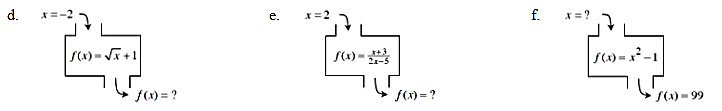 d. x = -2
f(x) = √x + 1
f(x) = ?
e. x = 2
f(x) = (x+3)/(2x-5)
f(x) = ?
f. x = ?
f(x) = x² - 1
f(x) = 99